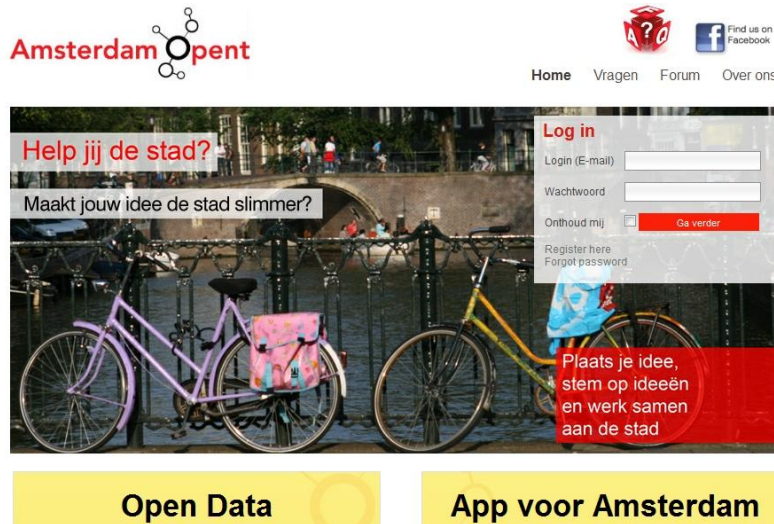 Amsterdam Opent
FAQ
Find us on
Facebook
Home Vragen Forum Over ons
Help jij de stad?
Maakt jouw idee de stad slimmer?
Log in
Login (E-mail)
Wachtwoord
Onthoud mij Ga verder
Register here
Forgot password
Plaats je idee,
stem op ideeën
en werk samen
aan de stad
Open Data
App voor Amsterdam